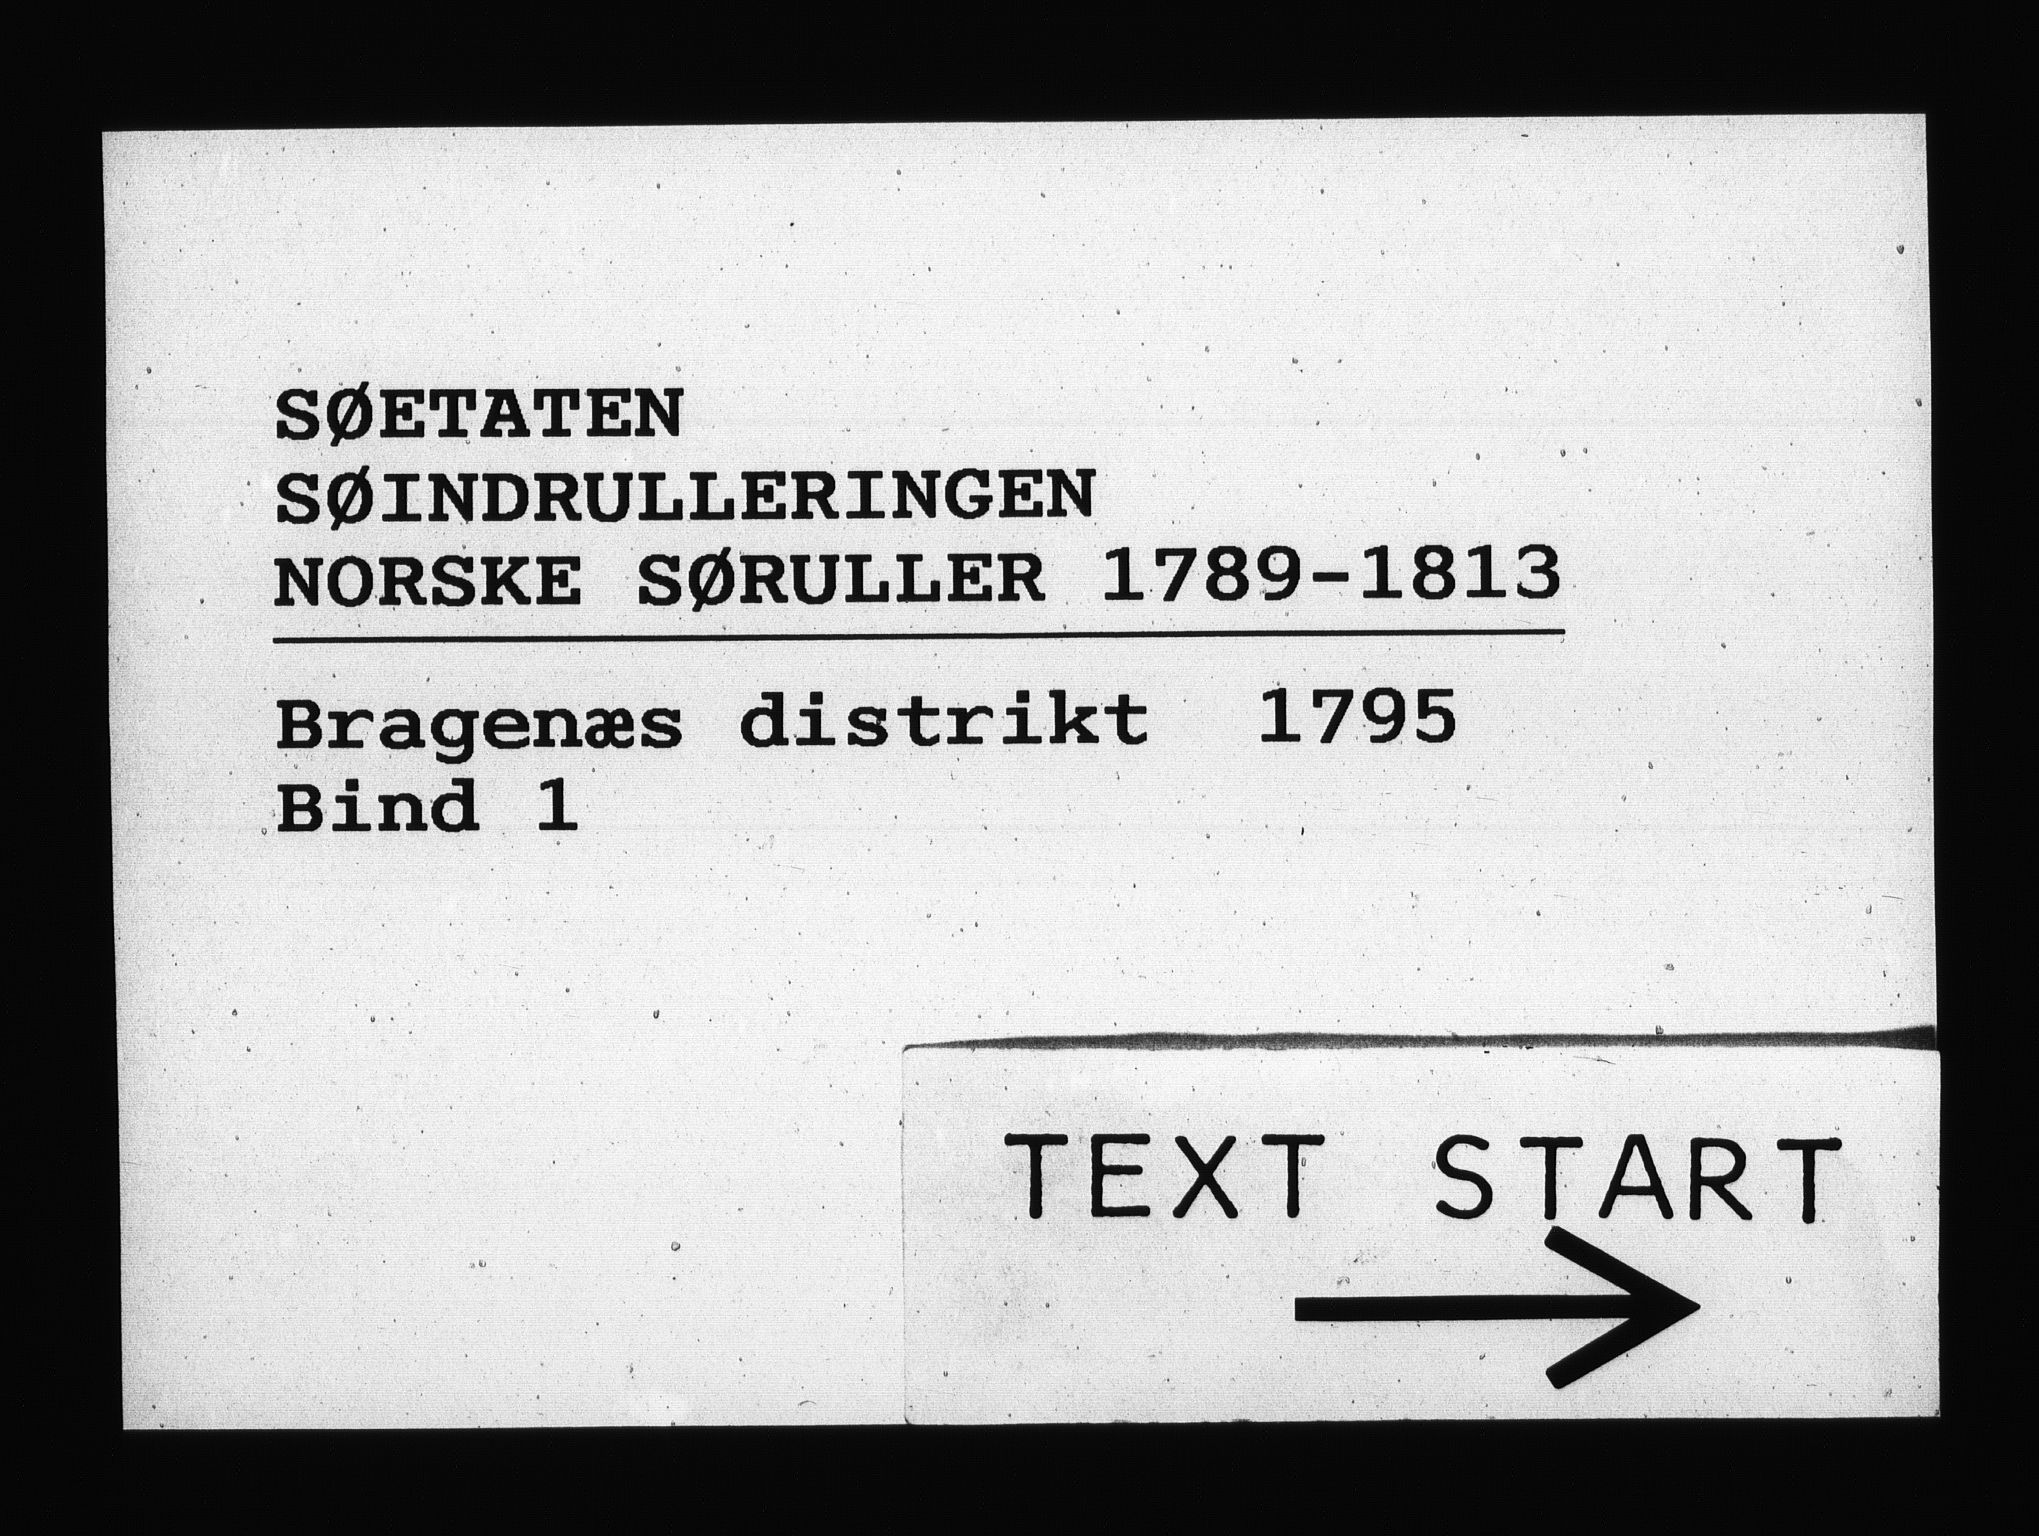 SØETATEN
SØINDRULLERINGEN
NORSKE SØRULLER 1789-1813
Bragenæs distrikt 1795
Bind 1
TEXT START